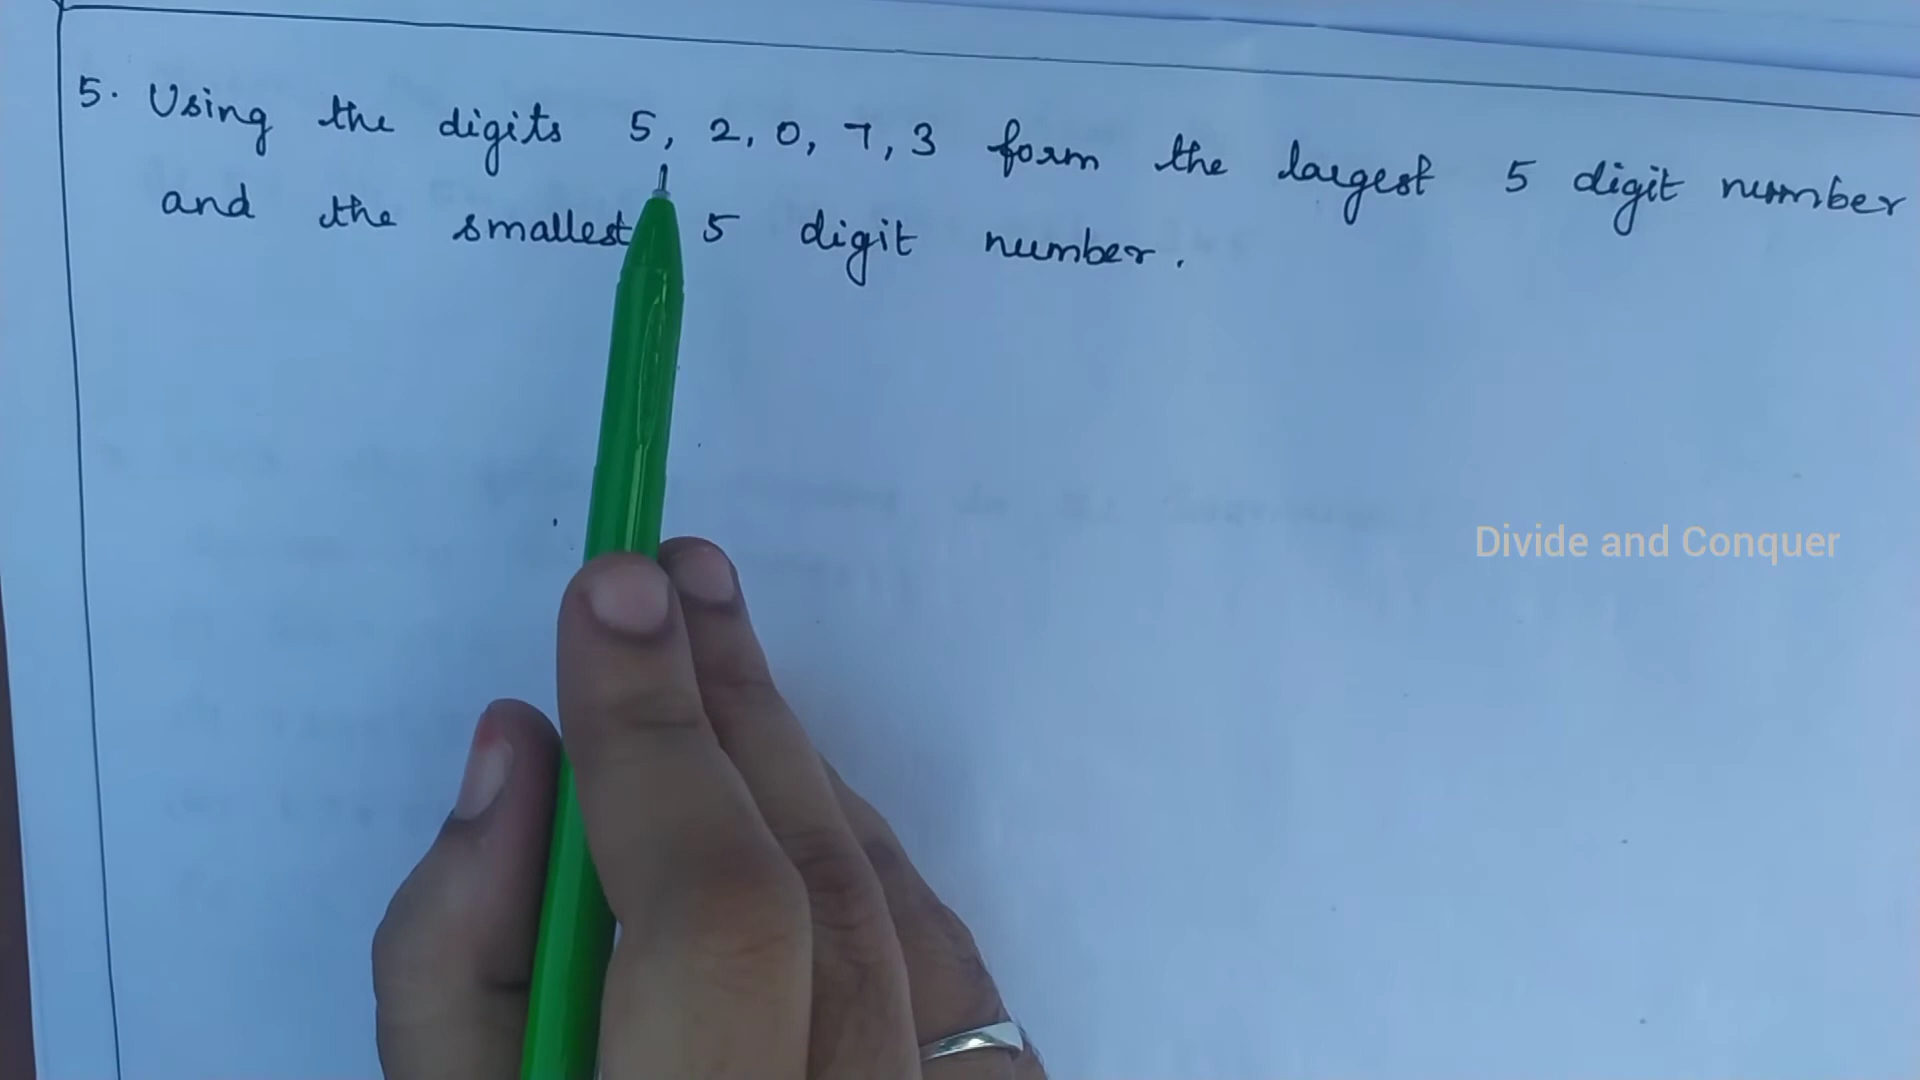 5. Using the digits 5, 2, 0, 7, 3 form the largest 5 digit number
and the smallest 5 digit number.
Divide and Conquer